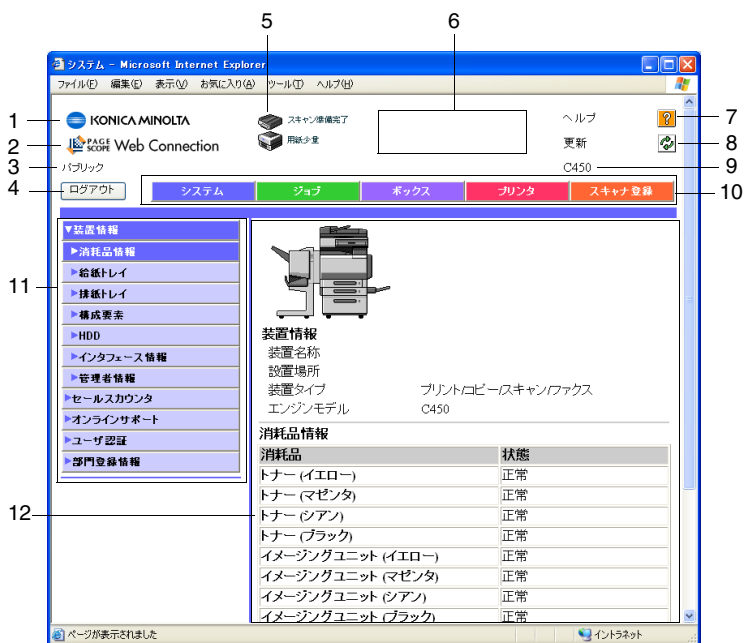 5
6
システム - Microsoft Internet Explorer
ファイル(F) 編集(E) 表示(V) お気に入り(A) ツール(T) ヘルプ(H)
1
KONICA MINOLTA
スキャン準備完了
ヘルプ
7
2
PAGE SCOPE Web Connection
用紙少量
更新
8
3
パブリック
C450
9
4
ログアウト
システム
ジョブ
ボックス
プリンタ
スキャナ登録
10
▼装置情報
▶消耗品情報
▶給紙トレイ
11
▶排紙トレイ
▶構成要素
▶HDD
▶インタフェース情報
▶管理者情報
▶セールスカウンタ
▶オンラインサポート
▶ユーザ認証
▶部門登録情報
装置情報
装置名称
設置場所
装置タイプ プリント/コピー/スキャン/ファクス
エンジンモデル C450
消耗品情報
消耗品 状態
トナー (イエロー) 正常
トナー (マゼンタ) 正常
12
トナー (シアン) 正常
トナー (ブラック) 正常
イメージングユニット (イエロー) 正常
イメージングユニット (マゼンタ) 正常
イメージングユニット (シアン) 正常
イメージングユニット (ブラック) 正常
ページが表示されました
イントラネット